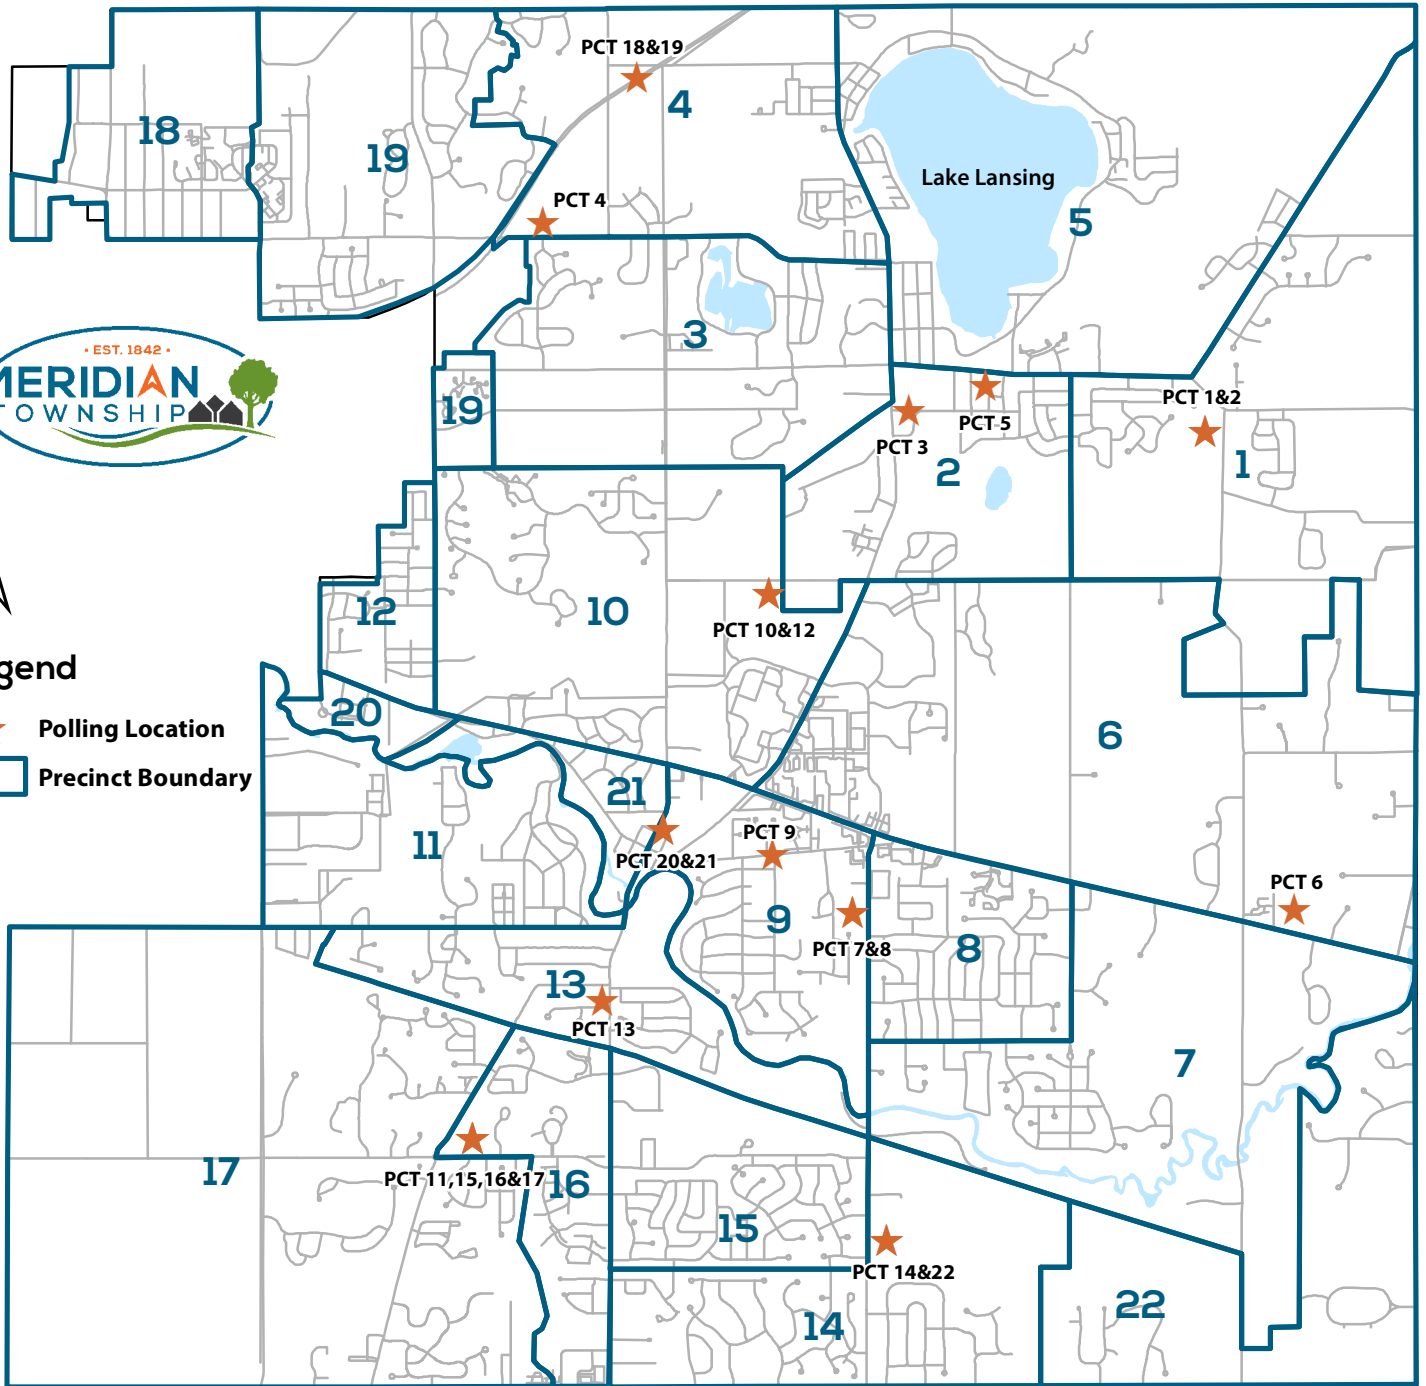 PCT 18&19
4
18
19
Lake Lansing
PCT 4
5
3
· EST. 1842 ·
MERIDIAN
TOWNSHIP
19
PCT 1&2
PCT 5
PCT 3
2
1
12
10
PCT 10&12
gend
20
Polling Location
6
Precinct Boundary
21
PCT 9
11
PCT 20&21
PCT 6
9
PCT 7&8
8
13
PCT 13
7
17
PCT 11,15,16&17
16
15
PCT 14&22
22
14